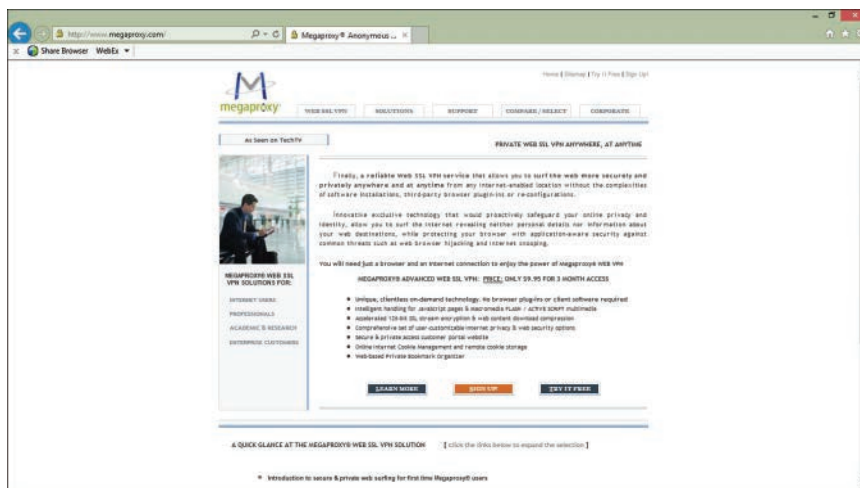 http://www.megaproxy.com/
Megaproxy® Anonymous ...
x Share Browser WebEx
Home | Sitemap | Try It Free | Sign Up!
megaproxy
WEB SSL VPN SOLUTIONS SUPPORT COMPARE / SELECT CORPORATE
As Seen on TechTV
PRIVATE WEB SSL VPN ANYWHERE, AT ANYTIME
Finally, a reliable Web SSL VPN service that allows you to surf the web more securely and
privately anywhere and at anytime from any internet-enabled location without the complexities
of software installations, third-party browser plug-ins or re-configurations.
Innovative exclusive technology that would proactively safeguard your online privacy and
identity, allow you to surf the internet revealing neither personal details nor information about
your web destinations, while protecting your browser with application-aware security against
common threats such as web browser hijacking and internet snooping.
You will need just a browser and an internet connection to enjoy the power of Megaproxy® WEB VPN
MEGAPROXY® ADVANCED WEB SSL VPN: PRICE: ONLY $9.95 FOR 3 MONTH ACCESS
Unique, clientless on-demand technology. No browser plug-ins or client software required
Intelligent handling for JavaScript pages & Macromedia FLASH / ACTIVE SCRIPT multimedia
Accelerated 128-bit SSL stream encryption & web content download compression
Comprehensive set of user-customizable internet privacy & web security options
Secure & private access customer portal website
Online Internet Cookie Management and remote cookie storage
Web-based Private Bookmark Organizer
MEGAPROXY® WEB SSL
VPN SOLUTIONS FOR:
INTERNET USERS
PROFESSIONALS
ACADEMIC & RESEARCH
ENTERPRISE CUSTOMERS
LEARN MORE SIGN UP TRY IT FREE
A QUICK GLANCE AT THE MEGAPROXY® WEB SSL VPN SOLUTION [ click the links below to expand the selection ]
Introduction to secure & private web surfing for first time Megaproxy® users